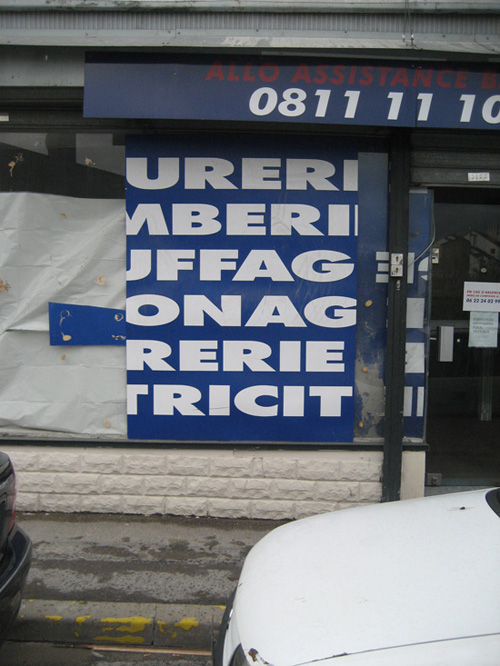 ALLO ASSISTANCE B
0811 11 10
URERI
MBERI
UFFAG
ONAG
RERIE
TRICIT